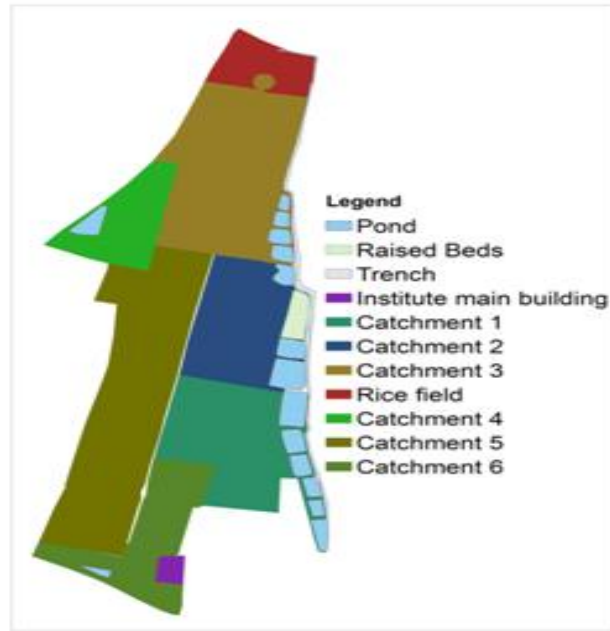 Legend
Pond
Raised Beds
Trench
Institute main building
Catchment 1
Catchment 2
Catchment 3
Rice field
Catchment 4
Catchment 5
Catchment 6